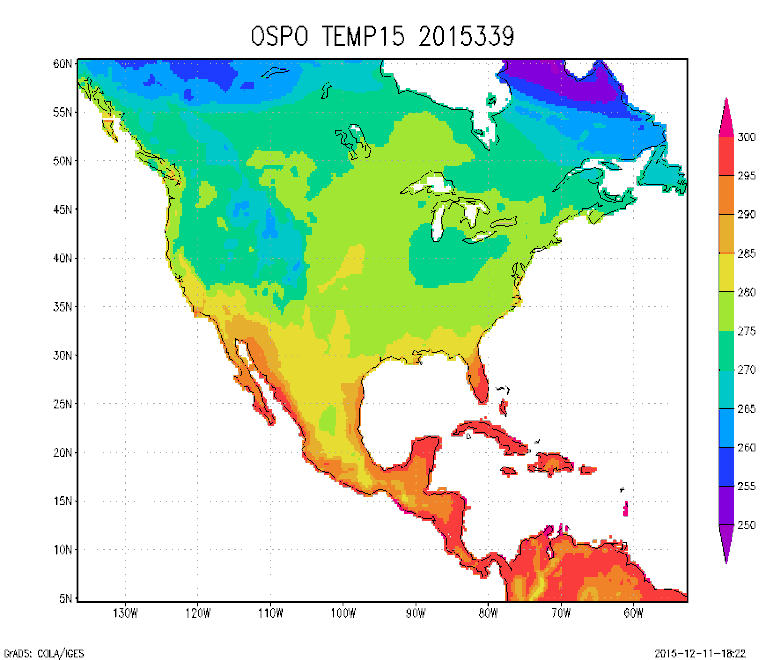 OSPO TEMP15 2015339
60N
55N
50N
45N
40N
35N
30N
25N
20N
15N
10N
5N
130W 120W 110W 100W 90W 80W 70W 60W
300
295
290
285
280
275
270
265
260
255
250
GrADS: COLA/IGES 2015-12-11-18:22